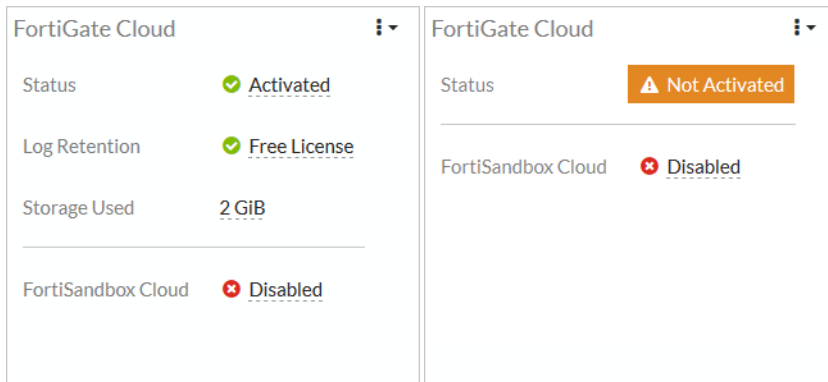 FortiGate Cloud
Status Activated
Log Retention Free License
Storage Used 2 GiB
FortiSandbox Cloud Disabled
FortiGate Cloud
Status Not Activated
FortiSandbox Cloud Disabled